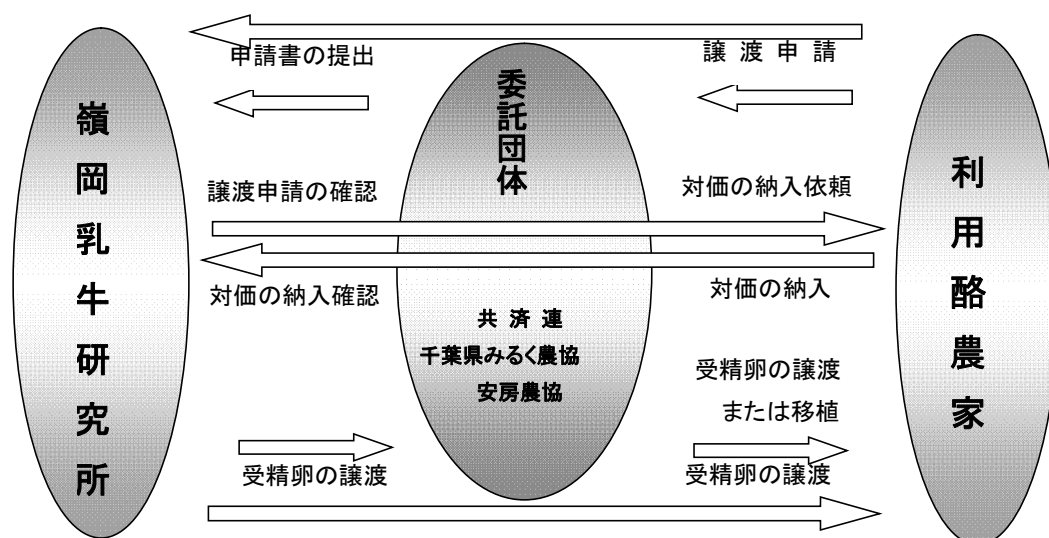 申請書の提出
譲 渡 申 請
嶺岡乳牛研究所
委託団体
利用酪農家
譲渡申請の確認
対価の納入依頼
対価の納入確認
対価の納入
共 済 連
千葉県みるく農協
安房農協
受精卵の譲渡
または移植
受精卵の譲渡
受精卵の譲渡